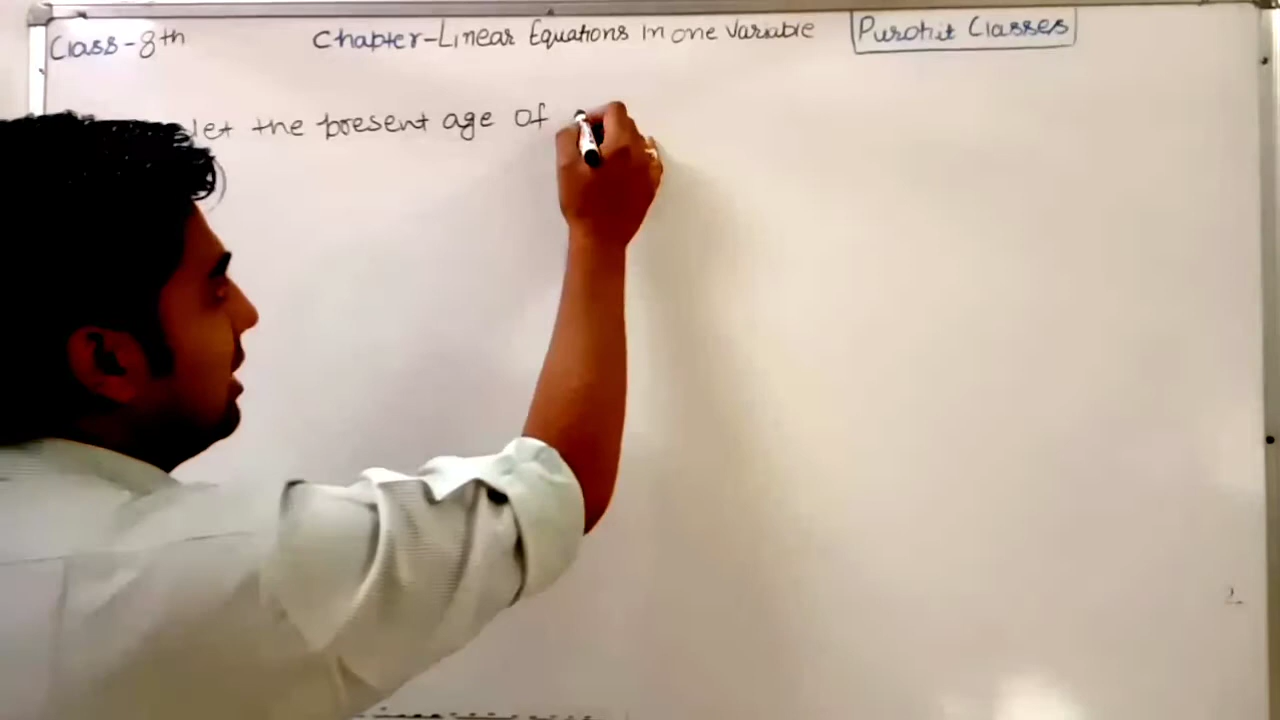 Class-8th Chapter-Linear Equations in one variable Purohit Classes
let the present age of